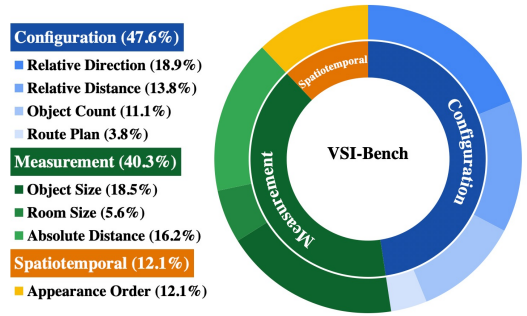 Configuration (47.6%)
Relative Direction (18.9%)
Relative Distance (13.8%)
Object Count (11.1%)
Route Plan (3.8%)
Measurement (40.3%)
Object Size (18.5%)
Room Size (5.6%)
Absolute Distance (16.2%)
Spatiotemporal (12.1%)
Appearance Order (12.1%)
Spatiotemporal
Configuration
Measurement
VSI-Bench